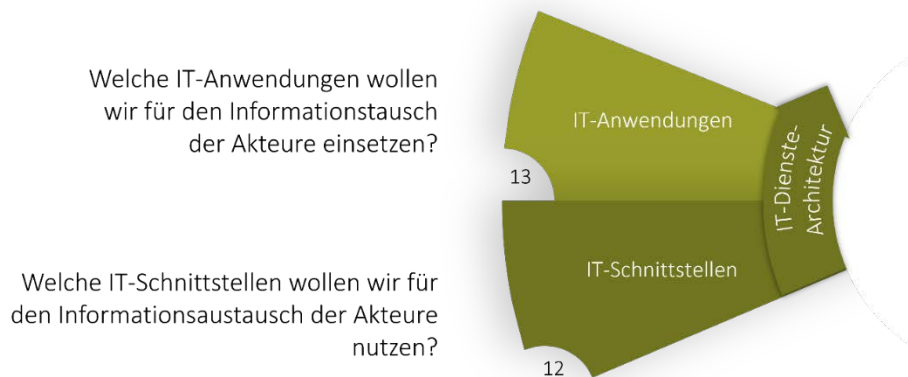 Welche IT-Anwendungen wollen
wir für den Informationstausch
der Akteure einsetzen?
IT-Anwendungen
13
IT-Dienste-
Architektur
Welche IT-Schnittstellen wollen wir für
den Informationsaustausch der Akteure
nutzen?
IT-Schnittstellen
12